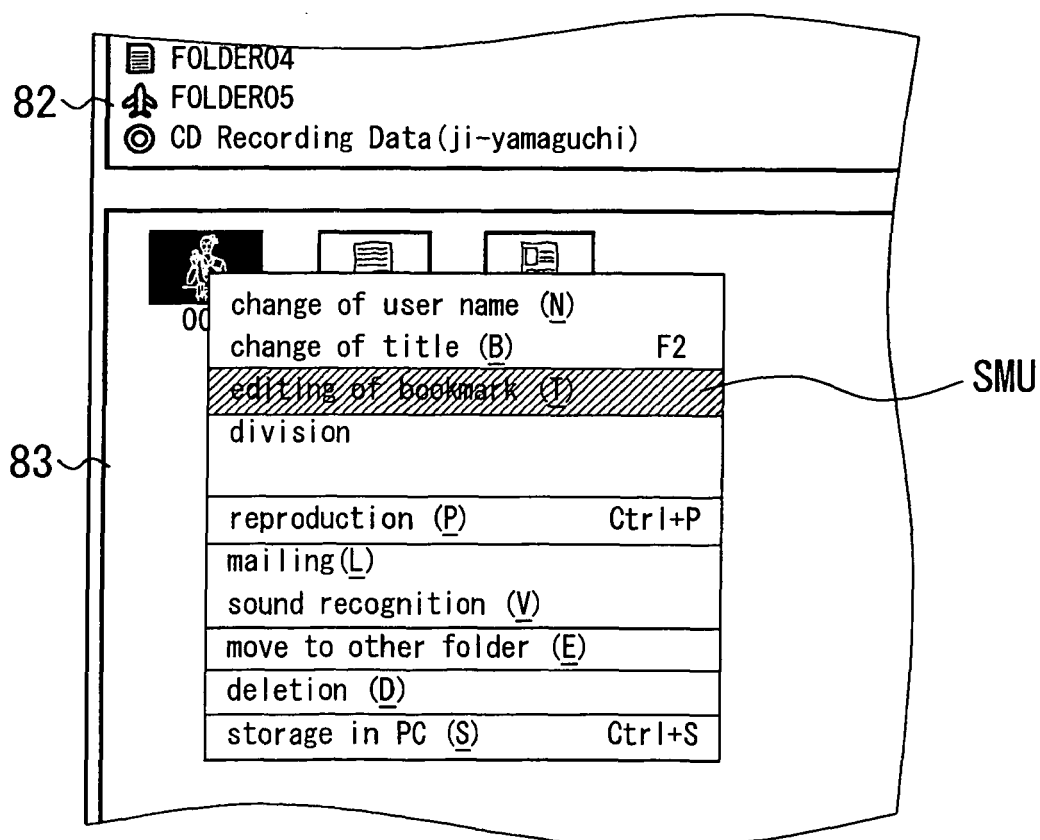 FOLDER04
82 FOLDER05
CD Recording Data(ji-yamaguchi)
00
change of user name (N)
change of title (B) F2
editing of bookmark (T) SMU
division
83
reproduction (P) Ctrl+P
mailing(L)
sound recognition (V)
move to other folder (E)
deletion (D)
storage in PC (S) Ctrl+S